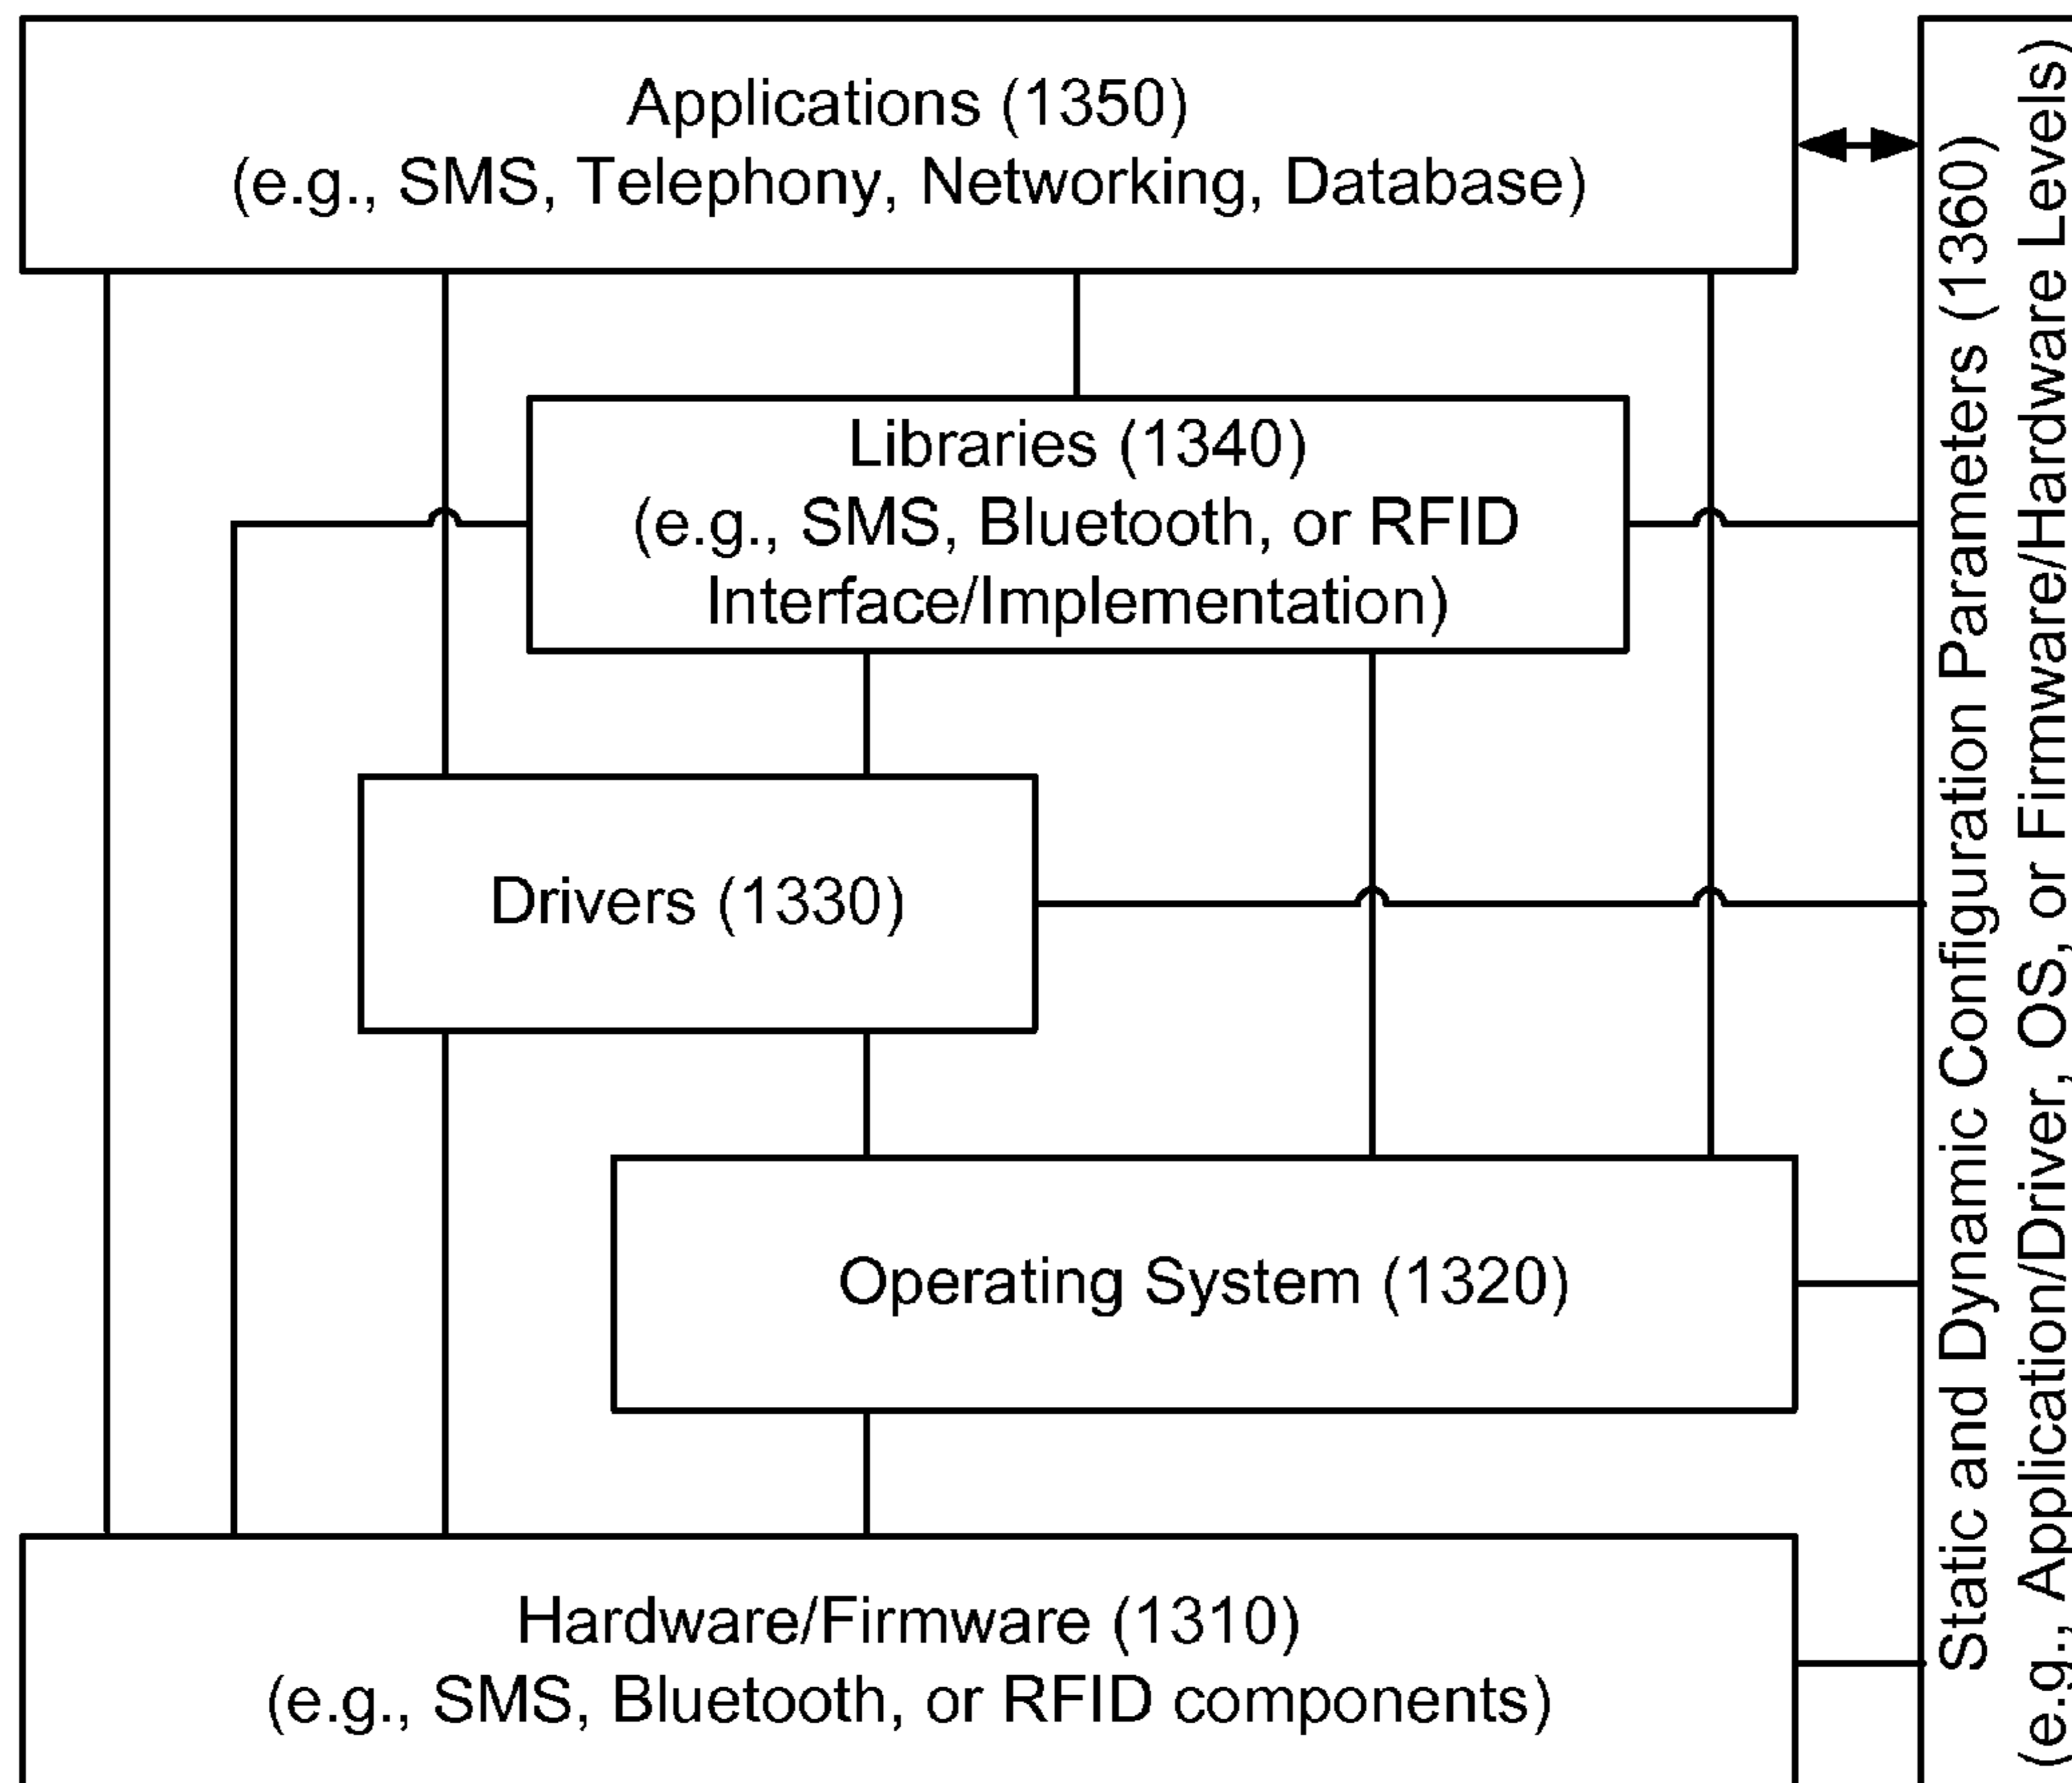 Applications (1350)
(e.g., SMS, Telephony, Networking, Database)
Libraries (1340)
(e.g., SMS, Bluetooth, or RFID
Interface/Implementation)
Drivers (1330)
Operating System (1320)
Hardware/Firmware (1310)
(e.g., SMS, Bluetooth, or RFID components)
Static and Dynamic Configuration Parameters (1360)
(e.g., Application/Driver, OS, or Firmware/Hardware Levels)